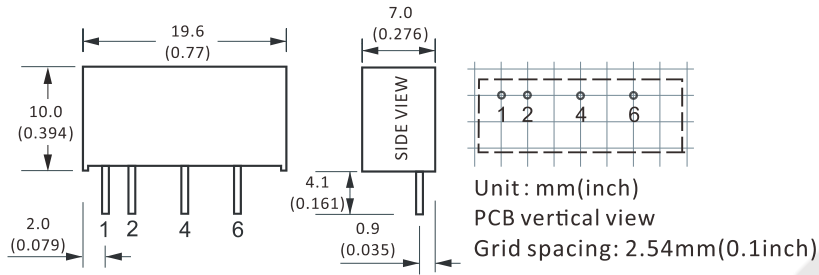 19.6
(0.77)
7.0
(0.276)
10.0
(0.394)
SIDE VIEW
1 2 4 6
1 2 4 6
4.1
(0.161)
2.0
(0.079)
0.9
(0.035)
Unit: mm(inch)
PCB vertical view
Grid spacing: 2.54mm(0.1inch)